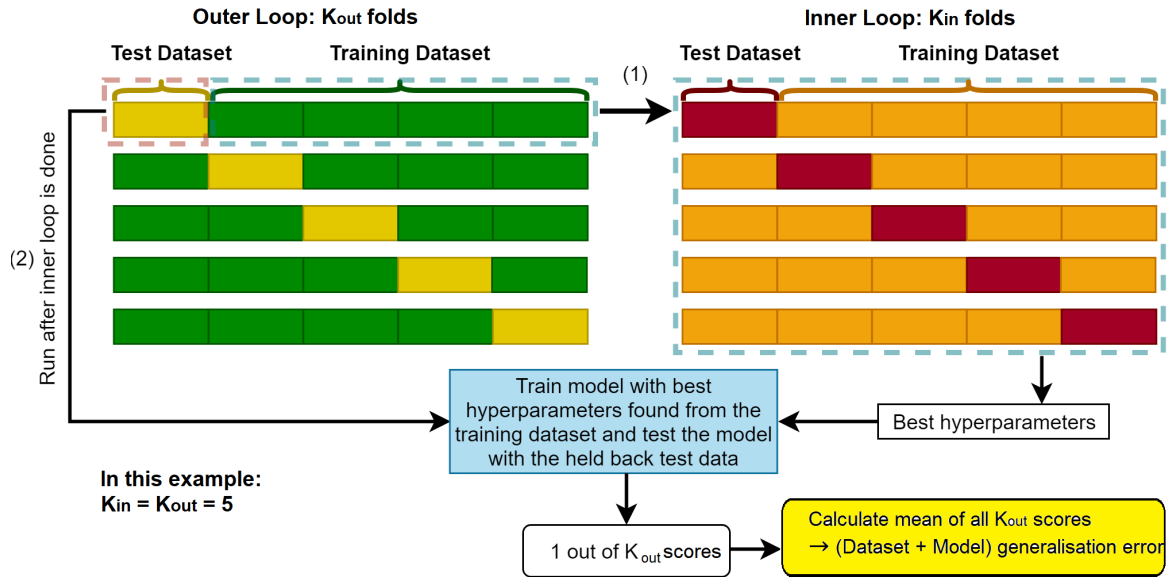 Outer Loop: Kout folds
Inner Loop: Kin folds
Test Dataset
Training Dataset
Test Dataset
Training Dataset
(1)
(2)
Run after inner loop is done
Train model with best
hyperparameters found from the
training dataset and test the model
with the held back test data
Best hyperparameters
In this example:
Kin = Kout = 5
1 out of Kout scores
Calculate mean of all Kout scores
→ (Dataset + Model) generalisation error